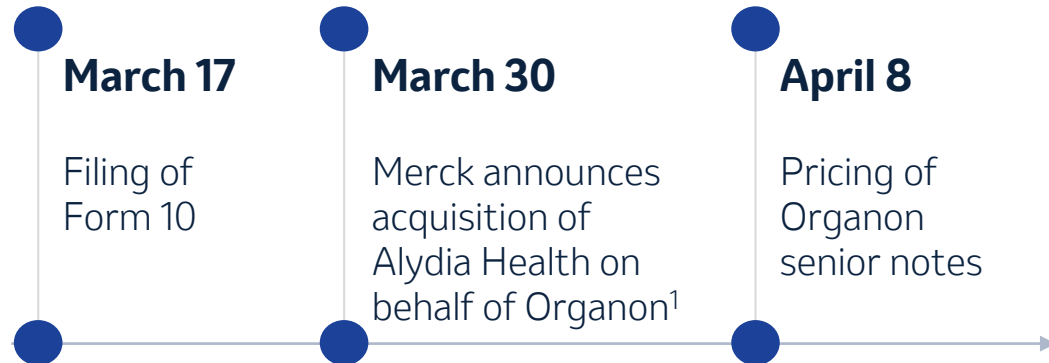 March 17
Filing of
Form 10
March 30
Merck announces
acquisition of
Alydia Health on
behalf of Organon¹
April 8
Pricing of
Organon
senior notes